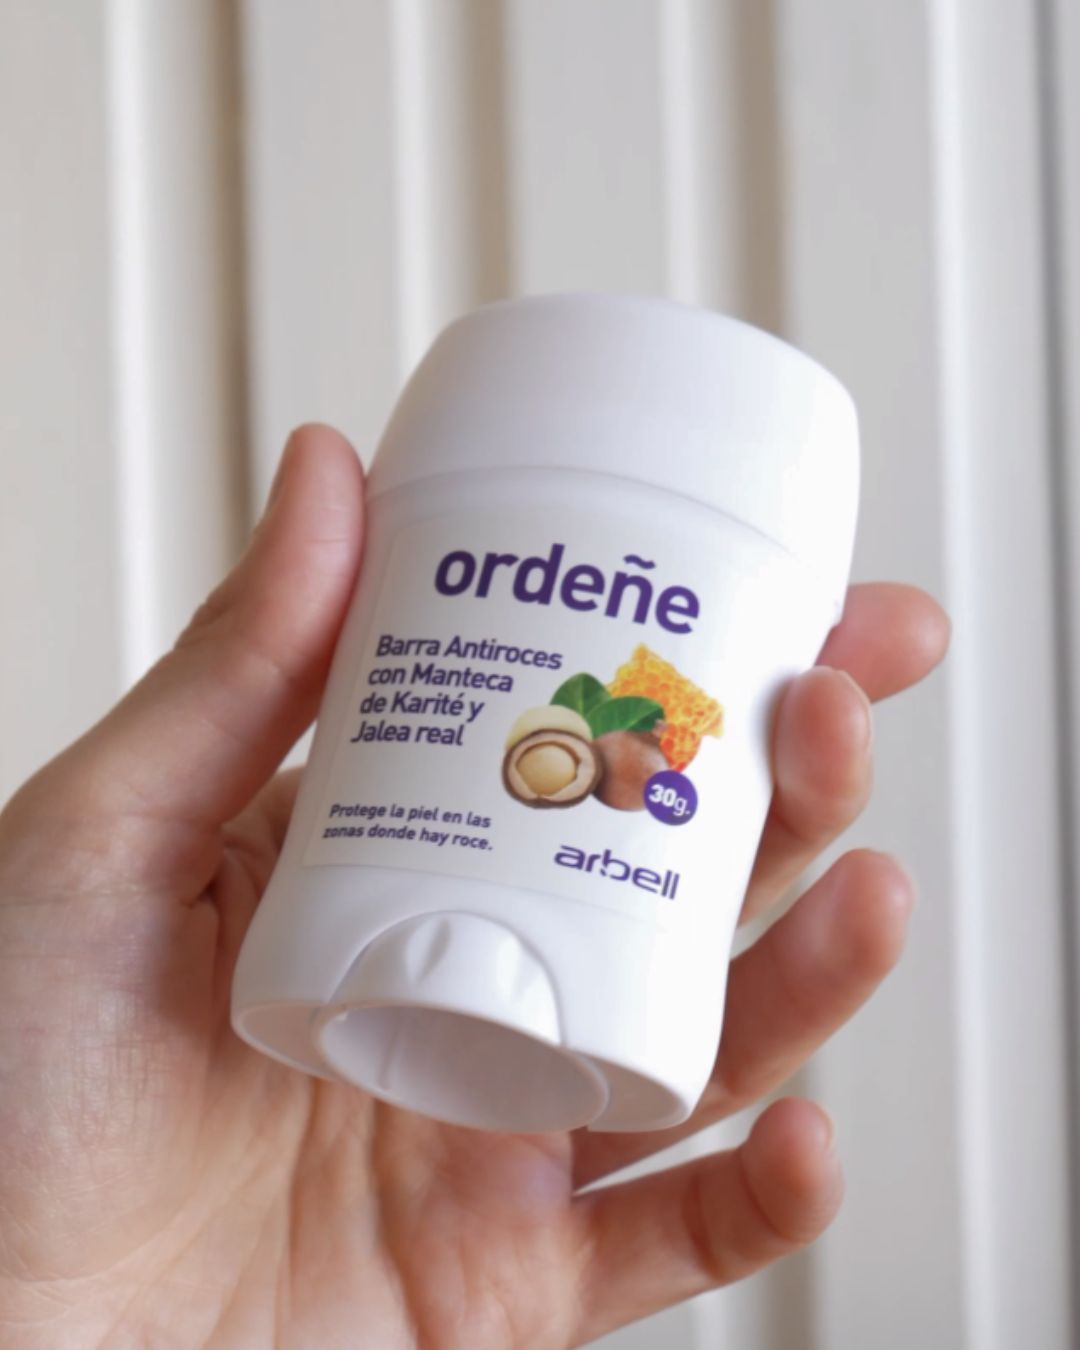 ordeñe
Barra Antiroces
con Manteca
de Karité y
Jalea real
30g.
Protege la piel en las
zonas donde hay roce.
arbell